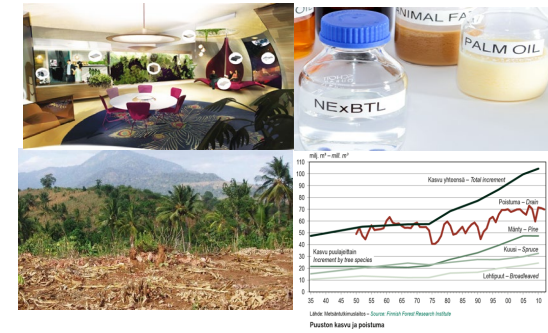 OIL
ANIMAL FA
PALM OIL
NExBTL
milj. m³ – mill. m³
110
100
90
80
70
60
50
40
30
20
10
0
Kasvu yhteensä – Total increment
Poistuma – Drain
Mänty – Pine
Kuusi – Spruce
Kasvu puulajeittain
Increment by tree species
Lehtipuut – Broadleaved
35 40 45 50 55 60 65 70 75 80 85 90 95 00 05 10
Lähde: Metsäntutkimuslaitos – Source: Finnish Forest Research Institute
Puuston kasvu ja poistuma